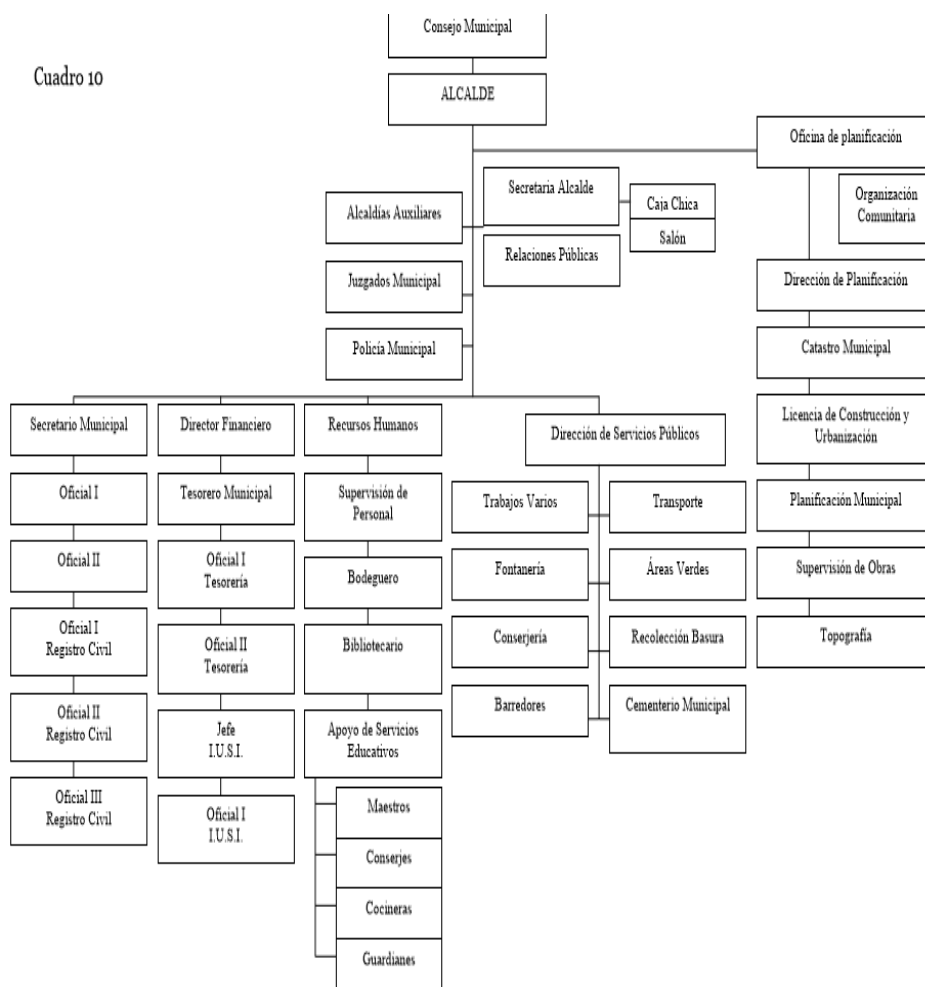 Consejo Municipal
Cuadro 10
ALCALDE
Oficina de planificación
Organización
Comunitaria
Secretaria Alcalde
Caja Chica
Salón
Alcaldías Auxiliares
Relaciones Públicas
Juzgados Municipal
Policía Municipal
Dirección de Planificación
Catastro Municipal
Licencia de Construcción y
Urbanización
Planificación Municipal
Supervisión de Obras
Topografía
Secretario Municipal
Oficial I
Oficial II
Oficial I
Registro Civil
Oficial II
Registro Civil
Oficial III
Registro Civil
Director Financiero
Tesorero Municipal
Oficial I
Tesorería
Oficial II
Tesorería
Jefe
I.U.S.I.
Oficial I
I.U.S.I.
Recursos Humanos
Supervisión de
Personal
Bodeguero
Bibliotecario
Apoyo de Servicios
Educativos
Maestros
Conserjes
Cocineras
Guardianes
Dirección de Servicios Públicos
Trabajos Varios
Transporte
Fontanería
Áreas Verdes
Conserjería
Recolección Basura
Barredores
Cementerio Municipal